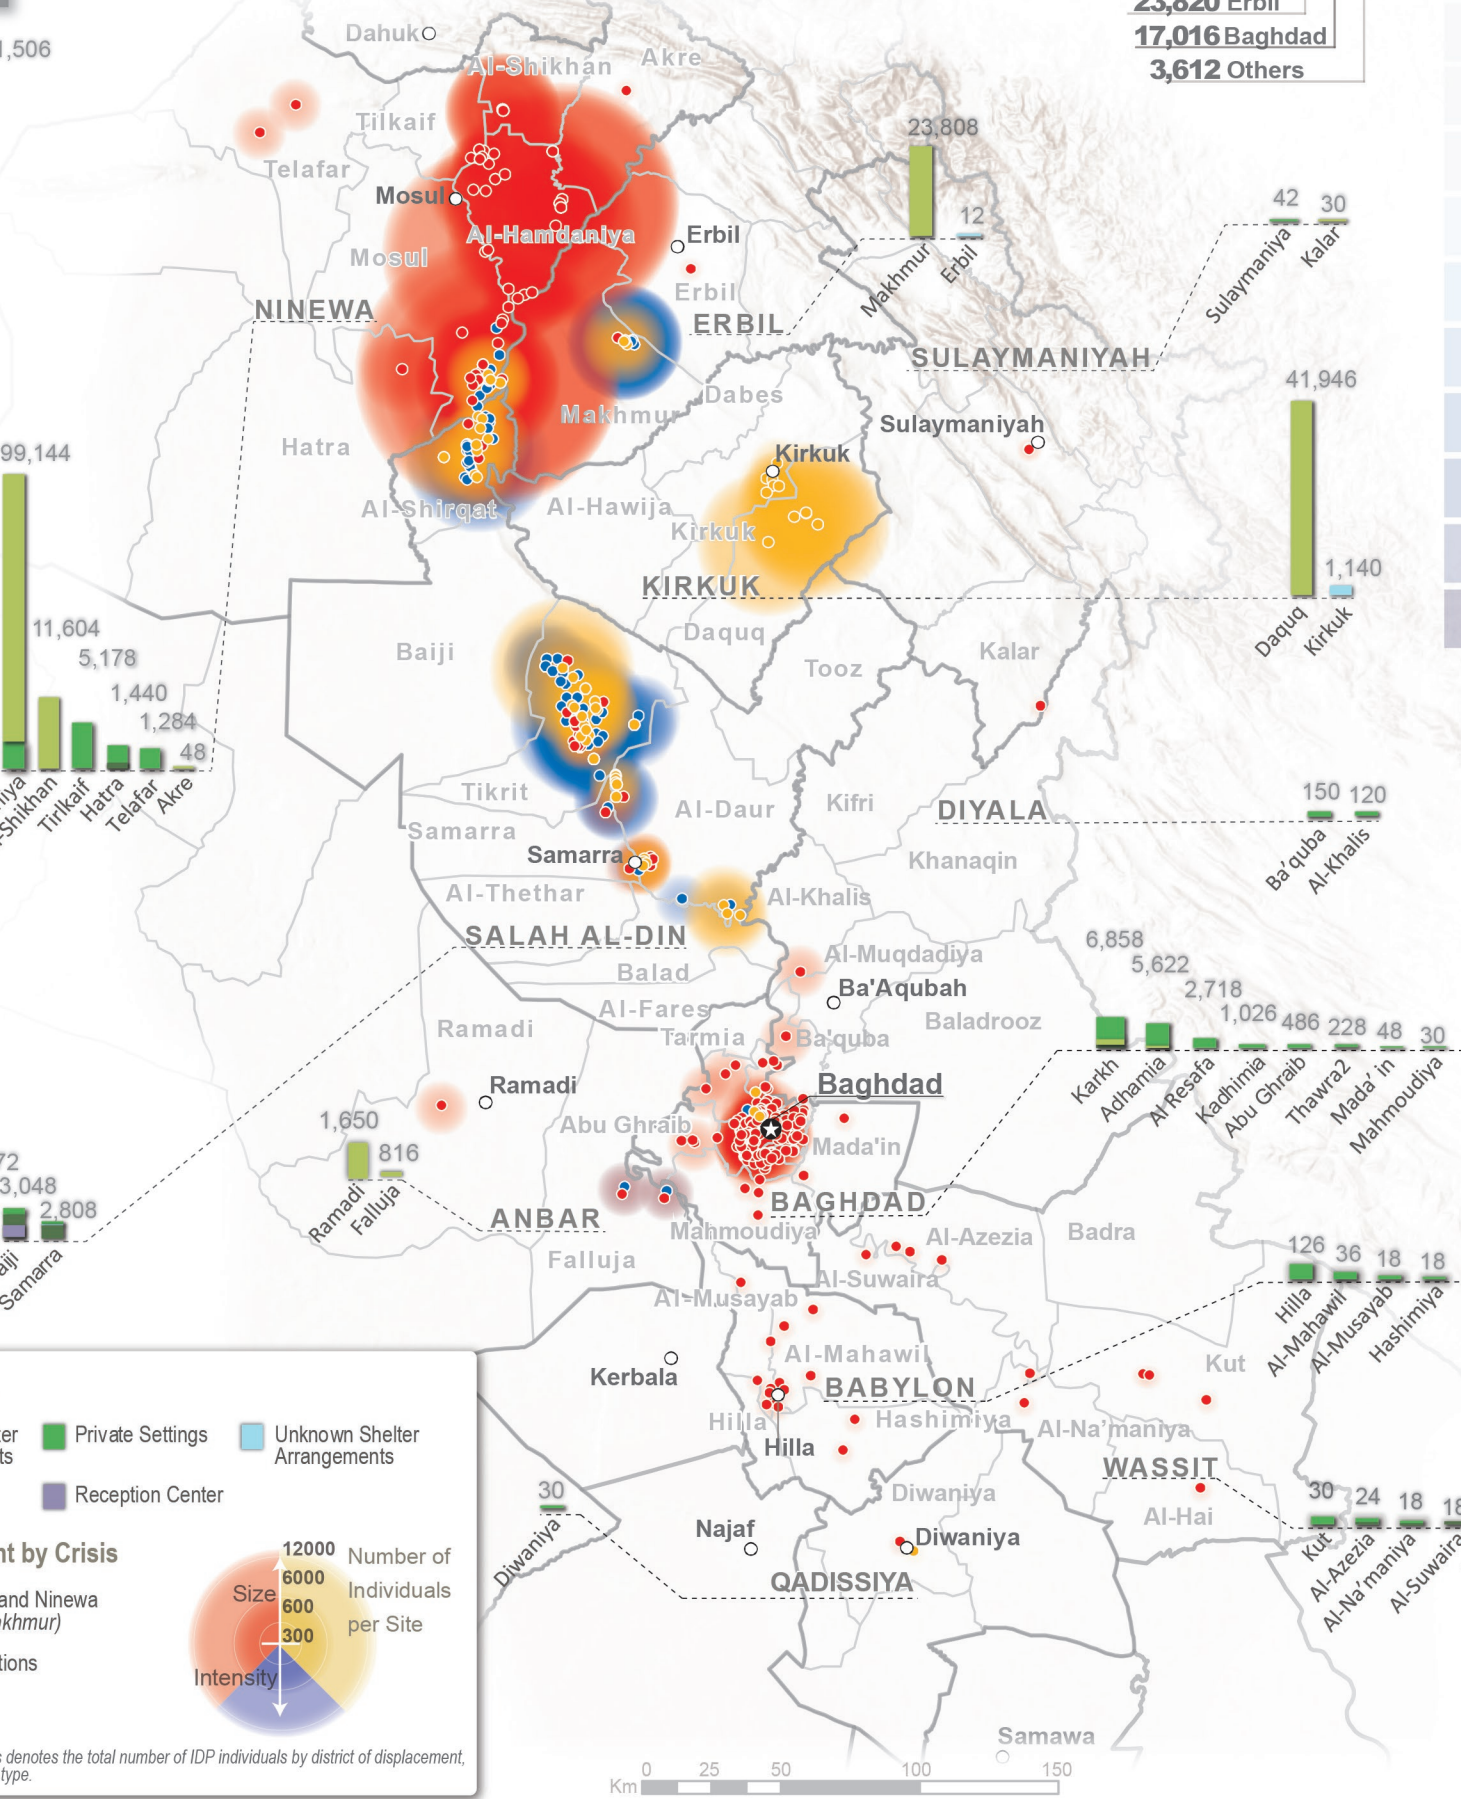 23,820 Erbil
17,016 Baghdad
3,612 Others
1,506
Dahuk
Al-Shikhan
Akre
Tilkaif
Telafar
Mosul
Al-Hamdaniya
Mosul
Erbil
Erbil
NINEWA
ERBIL
23,808
12
Makhmur
Erbil
42
30
Sulaymaniya
Kalar
SULAYMANIYAH
Dabes
Makhmur
Hatra
Sulaymaniyah
Kirkuk
Al-Shirqat
Al-Hawija
Kirkuk
KIRKUK
41,946
1,140
Daquq
Kirkuk
99,144
11,604
5,178
1,440
1,284
48
iya
-Shikhan
Tirlkaif
Hatra
Telafar
Akre
Baiji
Daquq
Tooz
Kalar
Tikrit
Al-Daur
Kifri
DIYALA
150
120
Ba'quba
Al-Khalis
Samarra
Samarra
Khanaqin
Al-Thethar
Al-Khalis
SALAH AL-DIN
Balad
Al-Muqdadiya
Ba'Aqubah
Al-Fares
Ramadi
Tarmia
Ba'quba
Baladrooz
6,858
5,622
2,718
1,026
486
228
48
30
Karkh
Adhamia
Al Resafa
Kadhimia
Abu Ghraib
Thawra2
Mada' in
Mahmoudiya
Ramadi
Baghdad
Abu Ghraib
Mada'in
1,650
816
Ramadi
Falluja
72
3,048
2,808
aiji
Samarra
ANBAR
BAGHDAD
Mahmoudiya
Falluja
Al-Azezia
Badra
Al-Suwaira
Al-Musayab
126
36
18
18
Hilla
Al-Mahawil
Al-Musayab
Hashimiya
Kerbala
Al-Mahawil
BABYLON
Kut
Hilla
Hashimiya
Al-Na'maniya
Hilla
WASSIT
Al-Hai
30
24
18
18
Kut
Al-Azezia
Al-Na'maniya
Al-Suwaira
30
Diwaniya
Diwaniya
Najaf
Diwaniya
QADISSIYA
Samawa
ter
ts
Private Settings
Unknown Shelter
Arrangements
Reception Center
nt by Crisis
and Ninewa
akhmur)
tions
Size
Intensity
12000
6000
600
300
Number of
Individuals
per Site
s denotes the total number of IDP individuals by district of displacement,
type.
Km
0
25
50
100
150